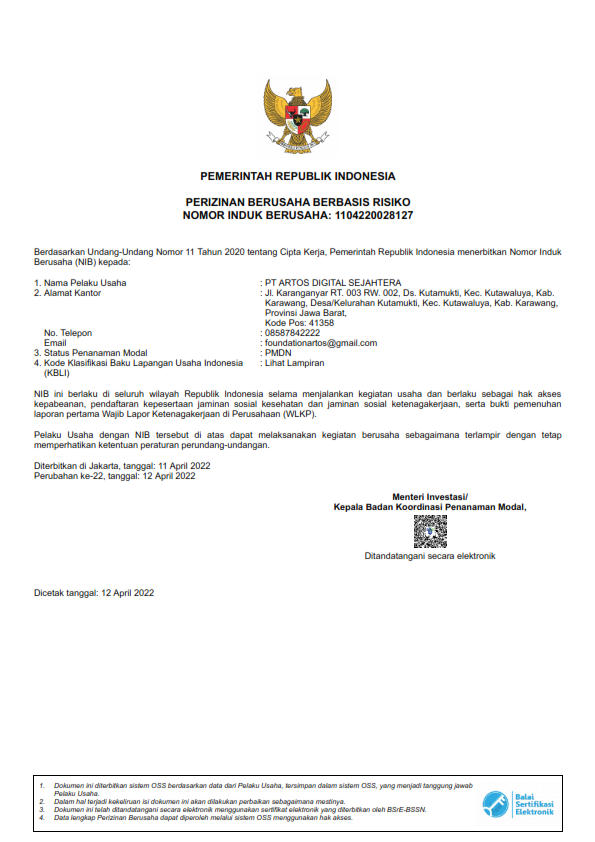 PEMERINTAH REPUBLIK INDONESIA
PERIZINAN BERUSAHA BERBASIS RISIKO
NOMOR INDUK BERUSAHA: 1104220028127
Berdasarkan Undang-Undang Nomor 11 Tahun 2020 tentang Cipta Kerja, Pemerintah Republik Indonesia menerbitkan Nomor Induk
Berusaha (NIB) kepada:
1. Nama Pelaku Usaha : PT ARTOS DIGITAL SEJAHTERA
2. Alamat Kantor : Jl. Karanganyar RT. 003 RW. 002, Ds. Kutamukti, Kec. Kutawaluya, Kab.
Karawang, Desa/Kelurahan Kutamukti, Kec. Kutawaluya, Kab. Karawang,
Provinsi Jawa Barat,
Kode Pos: 41358
No. Telepon : 08587842222
Email : foundationartos@gmail.com
3. Status Penanaman Modal : PMDN
4. Kode Klasifikasi Baku Lapangan Usaha Indonesia : Lihat Lampiran
(KBLI)
NIB ini berlaku di seluruh wilayah Republik Indonesia selama menjalankan kegiatan usaha dan berlaku sebagai hak akses
kepabeanan, pendaftaran kepesertaan jaminan sosial kesehatan dan jaminan sosial ketenagakerjaan, serta bukti pemenuhan
laporan pertama Wajib Lapor Ketenagakerjaan di Perusahaan (WLKP).
Pelaku Usaha dengan NIB tersebut di atas dapat melaksanakan kegiatan berusaha sebagaimana terlampir dengan tetap
memperhatikan ketentuan peraturan perundang-undangan.
Diterbitkan di Jakarta, tanggal: 11 April 2022
Perubahan ke-22, tanggal: 12 April 2022
Menteri Investasi/
Kepala Badan Koordinasi Penanaman Modal,
Ditandatangani secara elektronik
Dicetak tanggal: 12 April 2022
1. Dokumen ini diterbitkan sistem OSS berdasarkan data dari Pelaku Usaha, tersimpan dalam sistem OSS, yang menjadi tanggung jawab
Pelaku Usaha.
2. Dalam hal terjadi kekeliruan isi dokumen ini akan dilakukan perbaikan sebagaimana mestinya.
3. Dokumen ini telah ditandatangani secara elektronik menggunakan sertifikat elektronik yang diterbitkan oleh BSrE-BSSN.
4. Data lengkap Perizinan Berusaha dapat diperoleh melalui sistem OSS menggunakan hak akses.
Balai
Sertifikasi
Elektronik